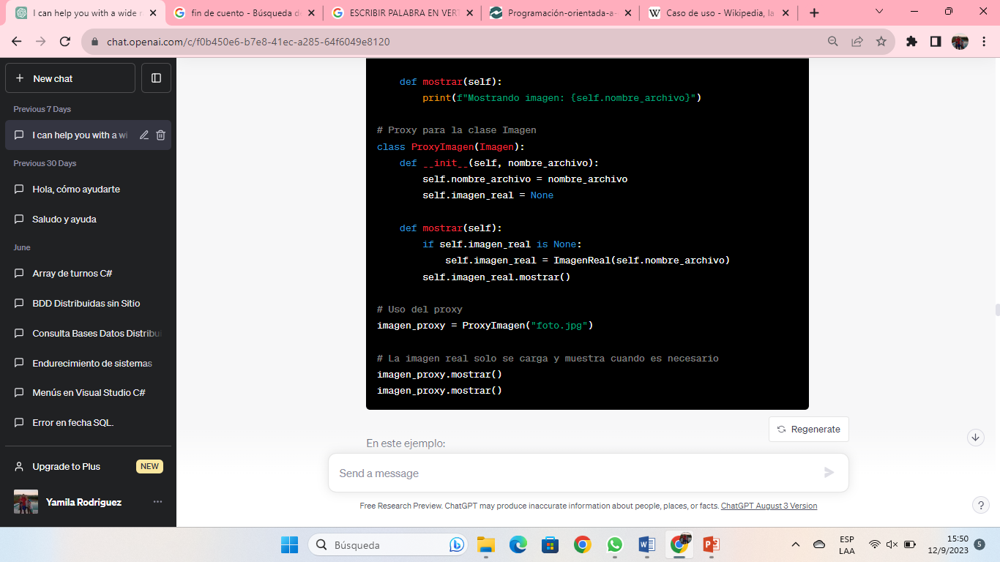 I can help you with a wide r
fin de cuento - Búsqueda d
ESCRIBIR PALABRA EN VERT
Programación-orientada-a-
Caso de uso - Wikipedia, la
chat.openai.com/c/f0b450e6-b7e8-41ec-a285-64f6049e8120
New chat
Previous 7 Days
I can help you with a wi
Previous 30 Days
Hola, cómo ayudarte
Saludo y ayuda
June
Array de turnos C#
BDD Distribuidas sin Sitio
Consulta Bases Datos Distribu
Endurecimiento de sistemas
Menús en Visual Studio C#
Error en fecha SQL.
Upgrade to Plus
NEW
Yamila Rodriguez
def mostrar(self):
print(f"Mostrando imagen: {self.nombre_archivo}")
# Proxy para la clase Imagen
class ProxyImagen(Imagen):
def __init__(self, nombre_archivo):
self.nombre_archivo = nombre_archivo
self.imagen_real = None
def mostrar(self):
if self.imagen_real is None:
self.imagen_real = ImagenReal(self.nombre_archivo)
self.imagen_real.mostrar()
# Uso del proxy
imagen_proxy = ProxyImagen("foto.jpg")
# La imagen real solo se carga y muestra cuando es necesario
imagen_proxy.mostrar()
imagen_proxy.mostrar()
Regenerate
En este ejemplo:
Send a message
Free Research Preview. ChatGPT may produce inaccurate information about people, places, or facts. ChatGPT August 3 Version
?
Búsqueda
ESP
LAA
15:50
12/9/2023
5